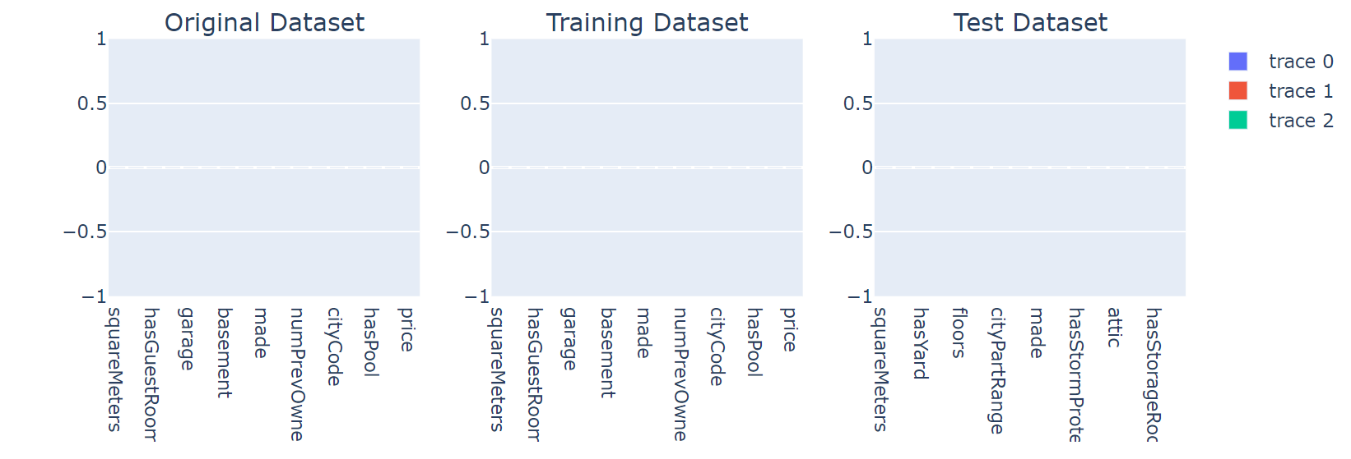 Original Dataset
1
0.5
0
−0.5
−1
squareMeters
hasGuestRoom
garage
basement
made
numPrevOwne
cityCode
hasPool
price
Training Dataset
1
0.5
0
−0.5
−1
squareMeters
hasGuestRoom
garage
basement
made
numPrevOwne
cityCode
hasPool
price
Test Dataset
1
0.5
0
−0.5
−1
squareMeters
hasYard
floors
cityPartRange
made
hasStormProte
attic
hasStorageRoo
trace 0
trace 1
trace 2